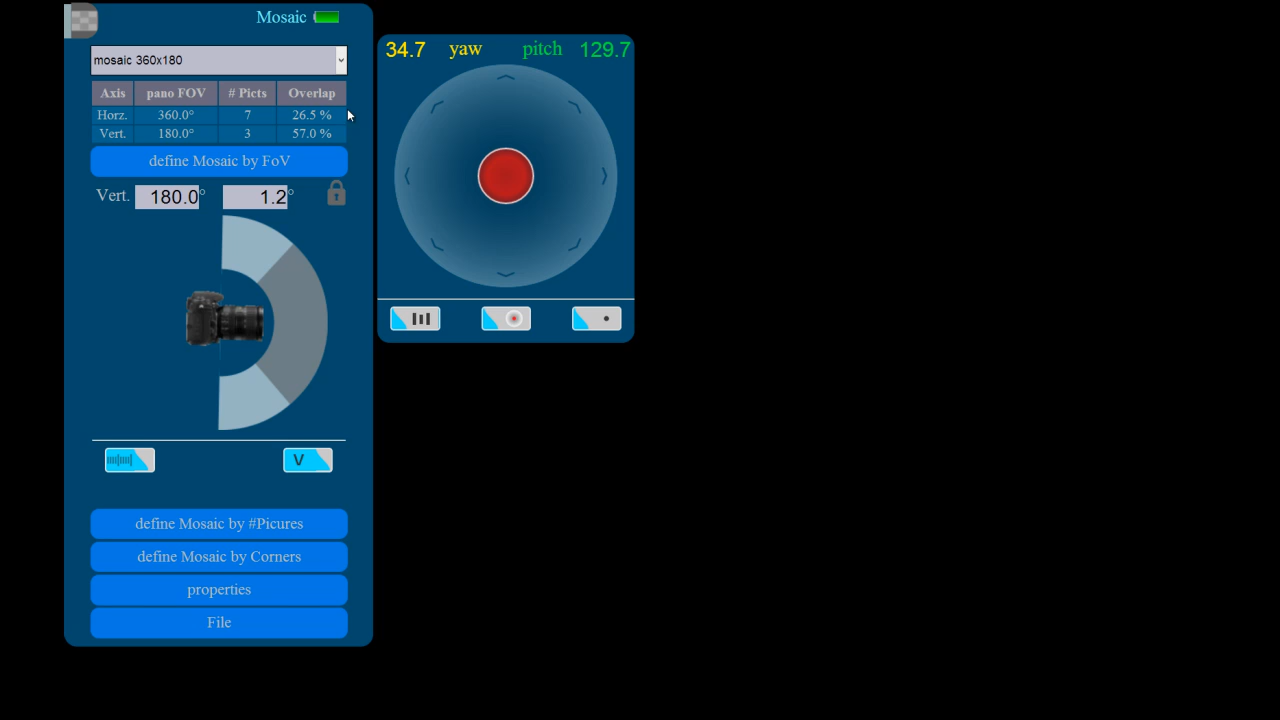 Mosaic
mosaic 360x180
Axis pano FOV # Picts Overlap
Horz. 360.0° 7 26.5 %
Vert. 180.0° 3 57.0 %
define Mosaic by FoV
Vert. 180.0° 1.2°
V
define Mosaic by #Picures
define Mosaic by Corners
properties
File
34.7 yaw pitch 129.7